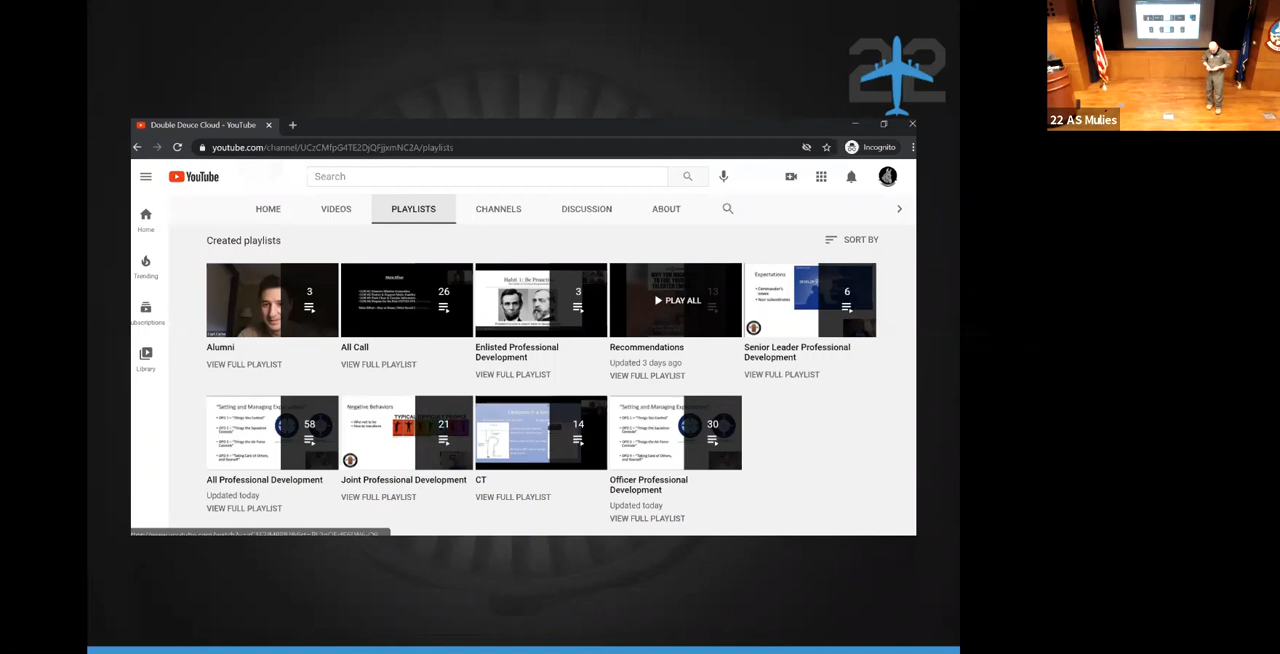 22
Double Deuce Cloud - YouTube
youtube.com/channel/UCzCMfpG4TE2DjQFjjxmNC2A/playlists
Incognito
YouTube
Search
HOME VIDEOS PLAYLISTS CHANNELS DISCUSSION ABOUT
Home
Trending
Subscriptions
Library
Created playlists
SORT BY
3
26
Habit 1: Be Proactive
3
PLAY ALL
13
Expectations
6
Alumni
VIEW FULL PLAYLIST
All Call
VIEW FULL PLAYLIST
Enlisted Professional
Development
VIEW FULL PLAYLIST
Recommendations
Updated 3 days ago
VIEW FULL PLAYLIST
Senior Leader Professional
Development
VIEW FULL PLAYLIST
"Setting and Managing
58
Negative Behaviors
TYPICAL
21
14
"Setting and Managing
30
All Professional Development
Updated today
VIEW FULL PLAYLIST
Joint Professional Development
VIEW FULL PLAYLIST
CT
VIEW FULL PLAYLIST
Officer Professional
Development
Updated today
VIEW FULL PLAYLIST
22 AS Mulies